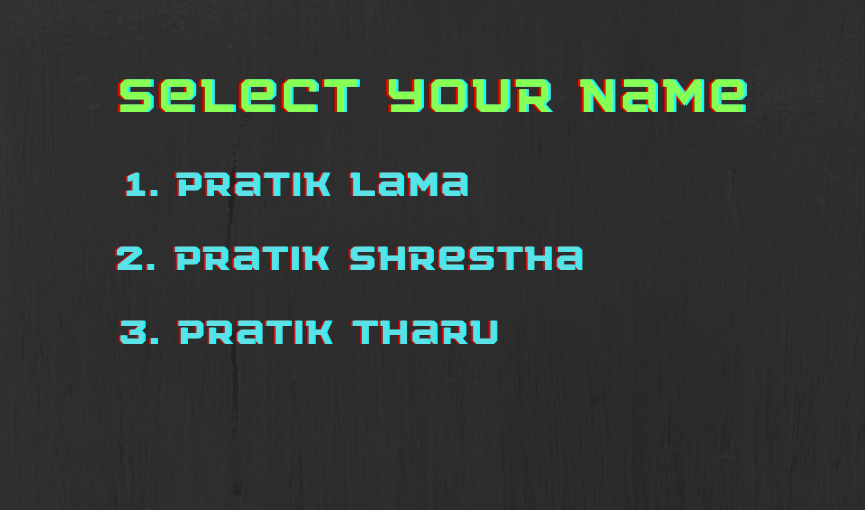 SELECT YOUR NAME
1. PRATIK LAMA
2. PRATIK SHRESTHA
3. PRATIK THARU